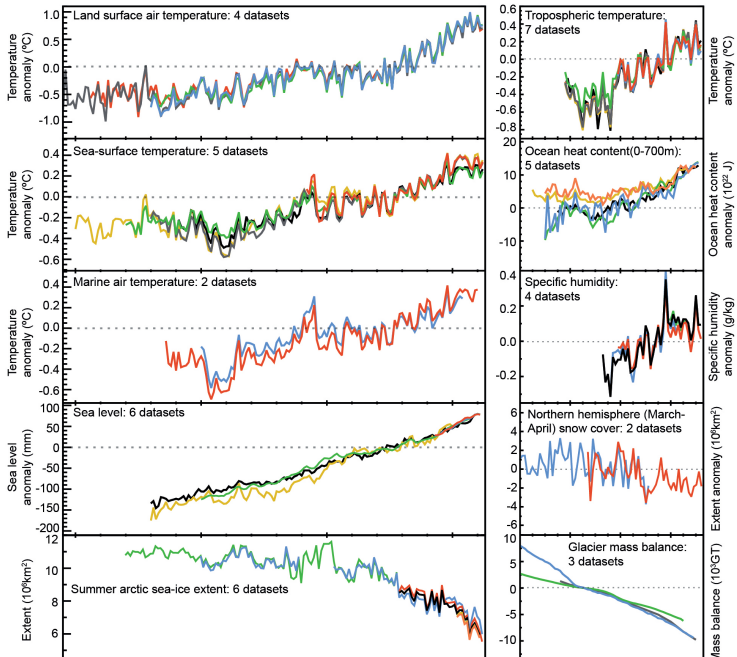 Land surface air temperature: 4 datasets
1.0
0.5
0.0
-0.5
-1.0
Temperature
anomaly (ºC)
Sea-surface temperature: 5 datasets
0.4
0.2
0.0
-0.2
-0.4
-0.6
Temperature
anomaly (ºC)
Marine air temperature: 2 datasets
0.4
0.2
0.0
-0.2
-0.4
-0.6
Temperature
anomaly (ºC)
Sea level: 6 datasets
100
50
0
-50
-100
-150
-200
Sea level
anomaly (mm)
Summer arctic sea-ice extent: 6 datasets
12
10
8
6
Extent (10⁶km²)
Tropospheric temperature:
7 datasets
0.6
0.4
0.2
0.0
-0.2
-0.4
-0.6
-0.8
Temperature
anomaly (ºC)
Ocean heat content(0-700m):
5 datasets
20
10
0
-10
Ocean heat content
anomaly (10²² J)
Specific humidity:
4 datasets
0.4
0.2
0.0
-0.2
Specific humidity
anomaly (g/kg)
Northern hemisphere (March-
April) snow cover: 2 datasets
6
4
2
0
-2
-4
-6
Extent anomaly (10⁶km²)
Glacier mass balance:
3 datasets
10
5
0
-5
-10
Mass balance (10³GT)